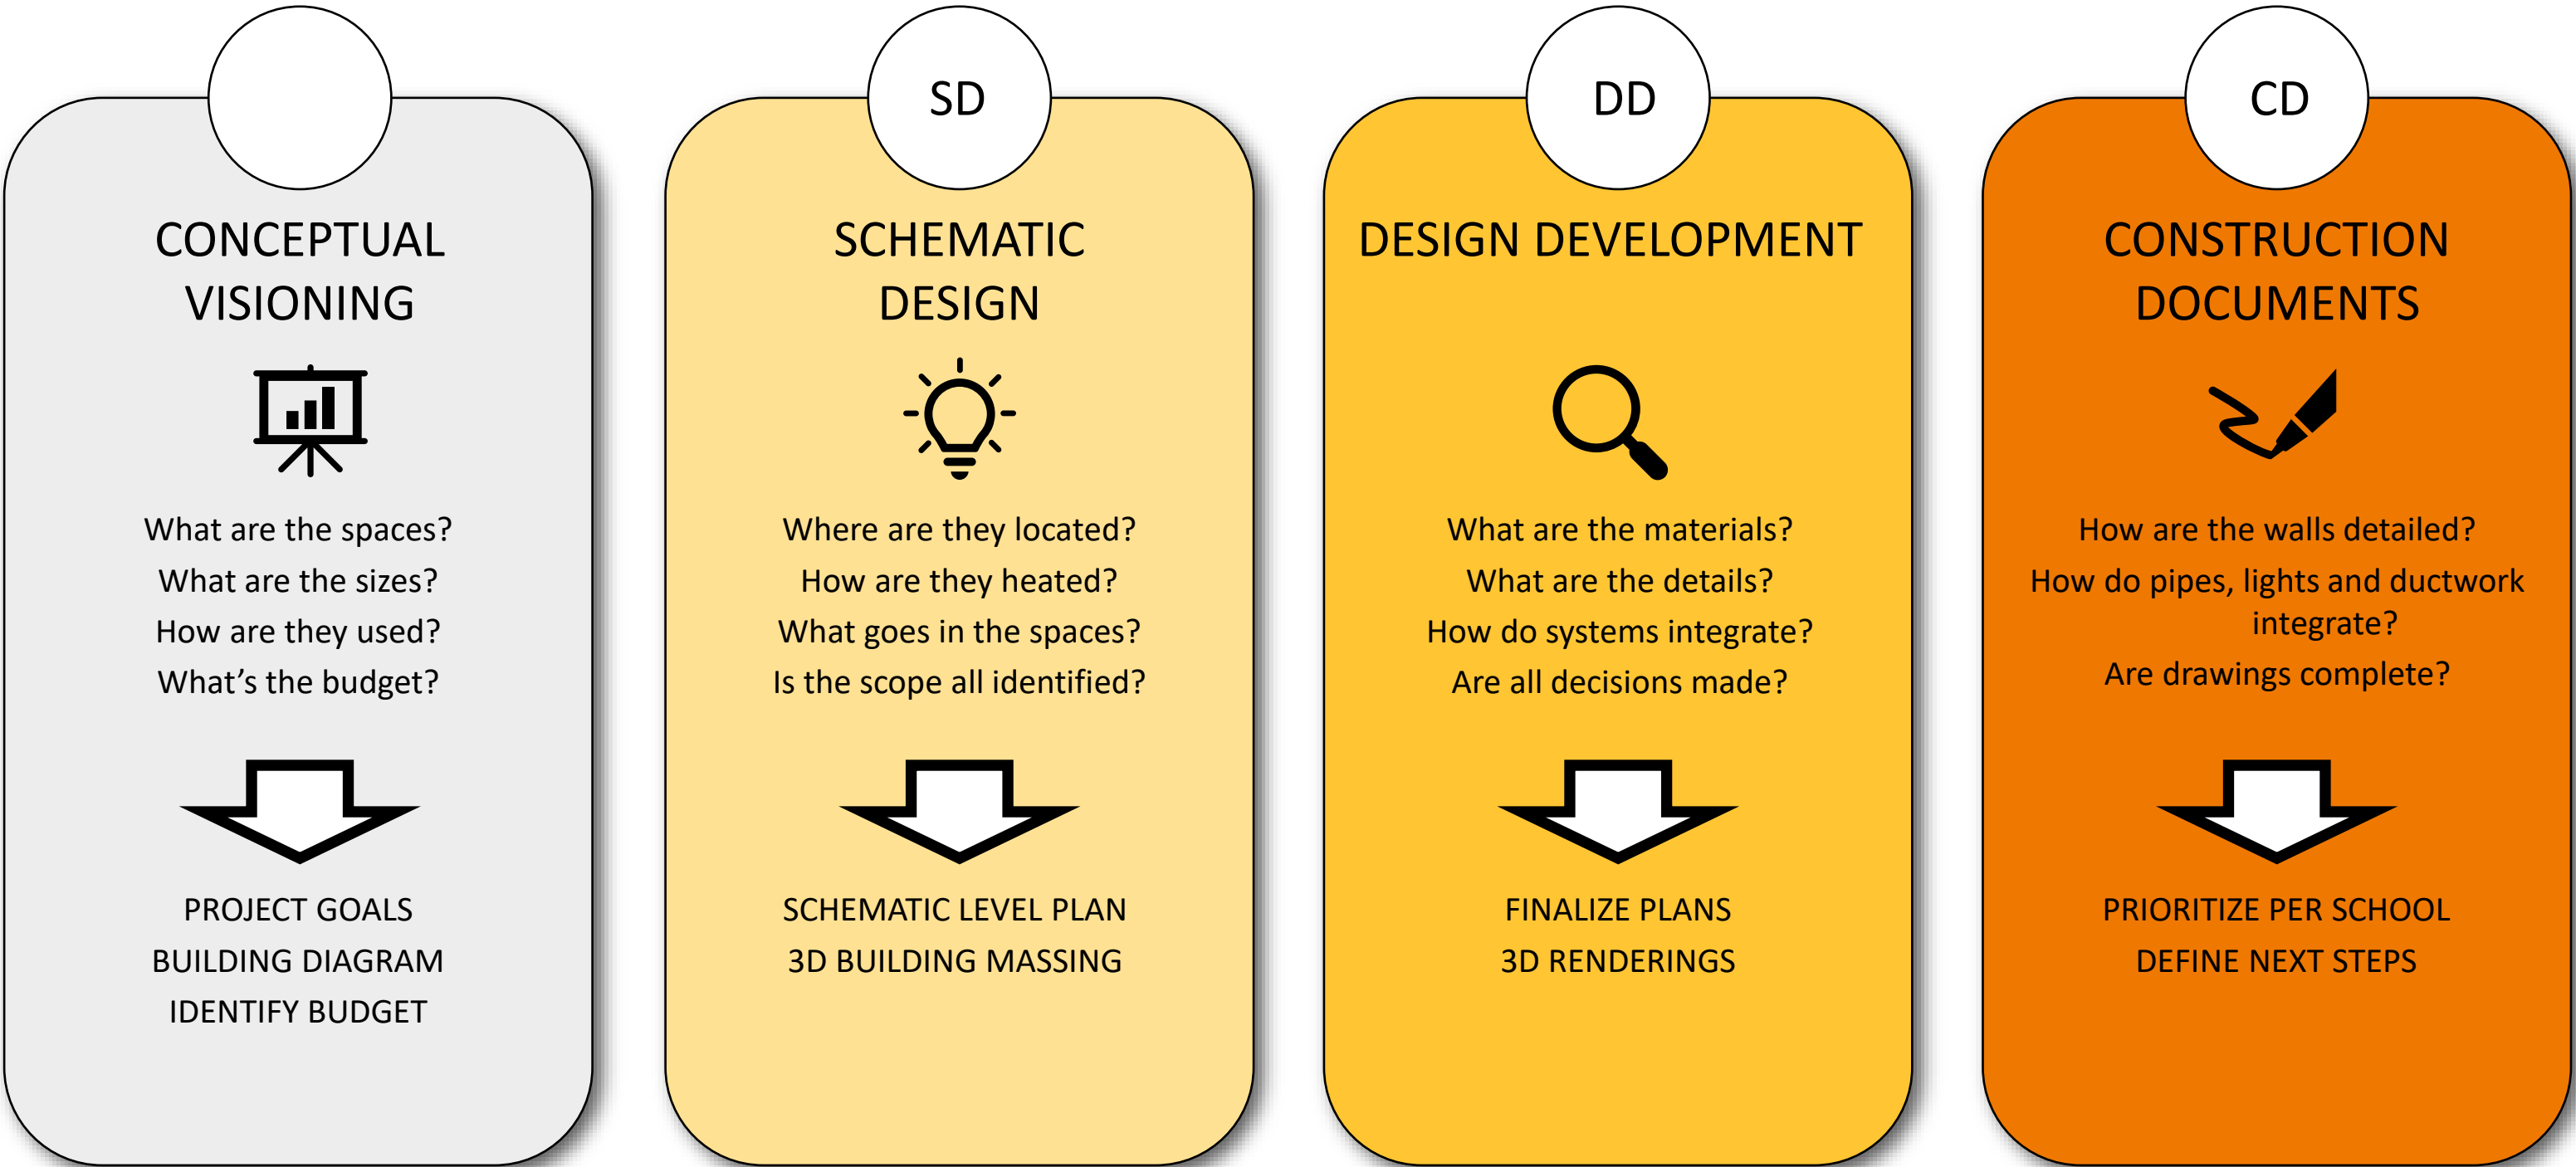 CONCEPTUAL
VISIONING
What are the spaces?
What are the sizes?
How are they used?
What’s the budget?
PROJECT GOALS
BUILDING DIAGRAM
IDENTIFY BUDGET
SD
SCHEMATIC
DESIGN
Where are they located?
How are they heated?
What goes in the spaces?
Is the scope all identified?
SCHEMATIC LEVEL PLAN
3D BUILDING MASSING
DD
DESIGN DEVELOPMENT
What are the materials?
What are the details?
How do systems integrate?
Are all decisions made?
FINALIZE PLANS
3D RENDERINGS
CD
CONSTRUCTION
DOCUMENTS
How are the walls detailed?
How do pipes, lights and ductwork
integrate?
Are drawings complete?
PRIORITIZE PER SCHOOL
DEFINE NEXT STEPS